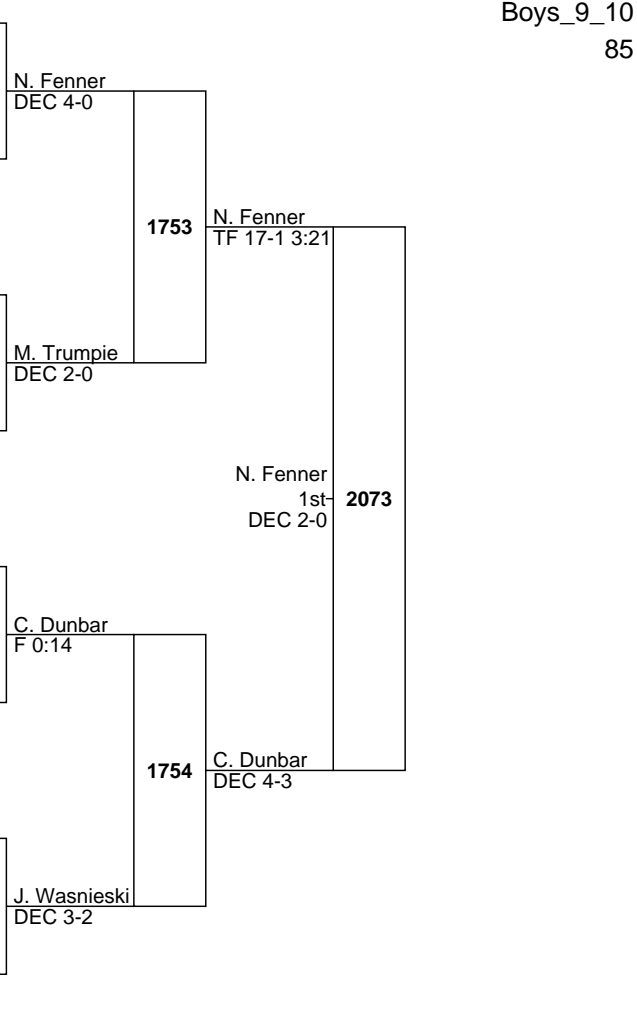 Boys_9_10
85
N. Fenner
DEC 4-0
1753
N. Fenner
TF 17-1 3:21
M. Trumpie
DEC 2-0
N. Fenner
1st
DEC 2-0
2073
C. Dunbar
F 0:14
1754
C. Dunbar
DEC 4-3
J. Wasnieski
DEC 3-2